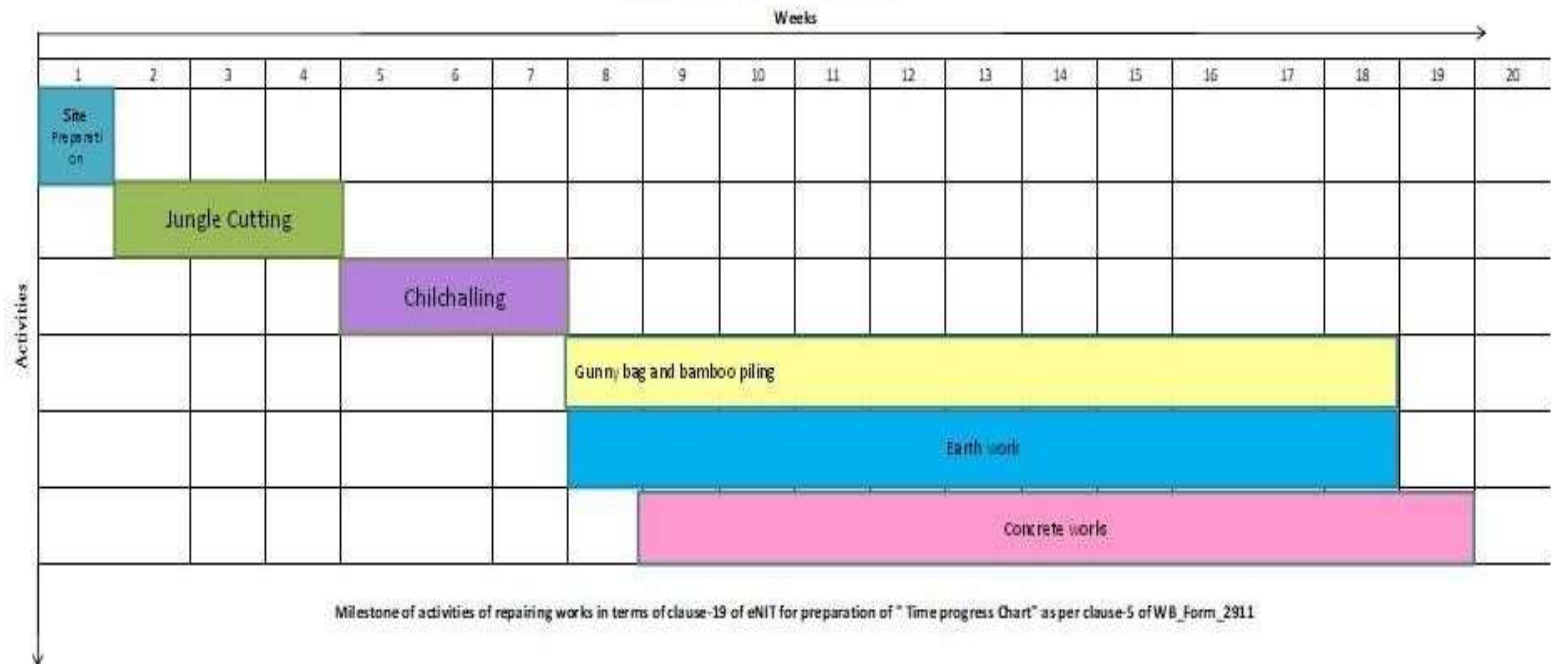 Weeks
1 2 3 4 5 6 7 8 9 10 11 12 13 14 15 16 17 18 19 20
Site
Preparati
on
Jungle Cutting
Chilchalling
Activities
Gunny bag and bamboo piling
Earth work
Concrete works
Milestone of activities of repairing works in terms of clause-19 of eNIT for preparation of " Time progress Chart" as per clause-5 of WB_Form_2911